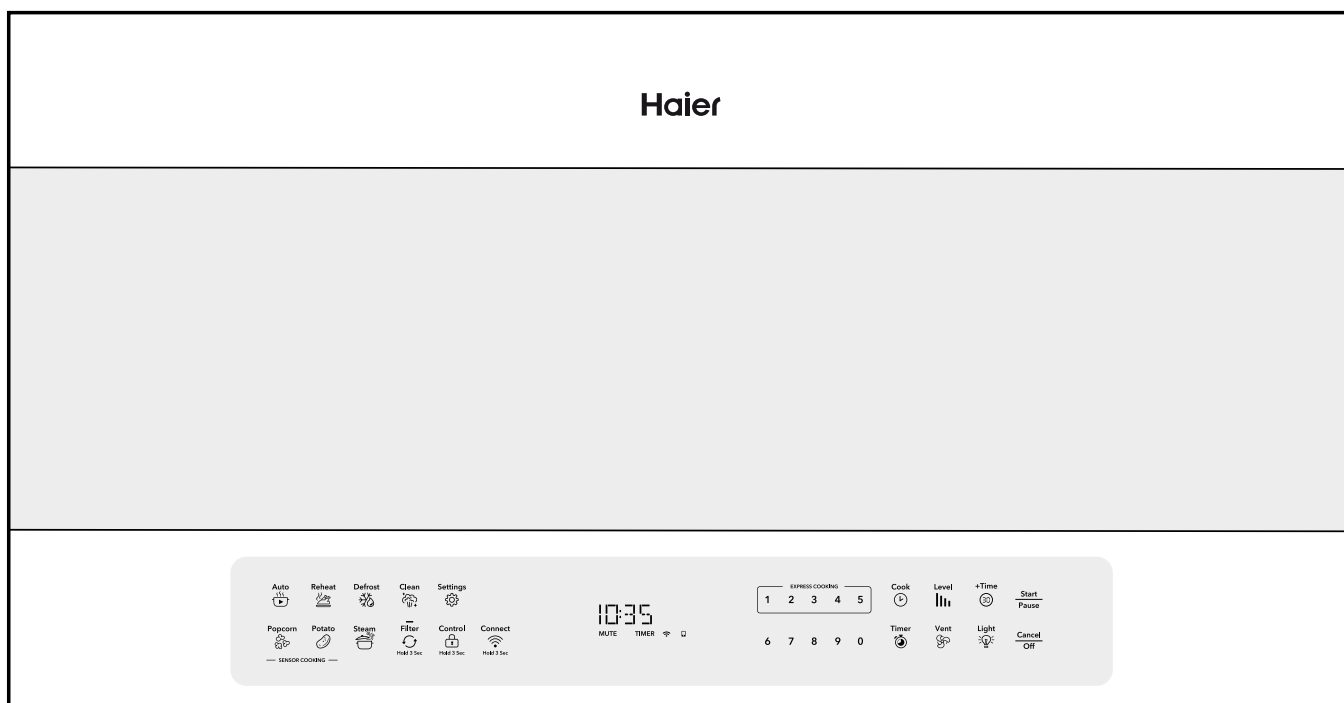 Haier
Auto Reheat Defrost Clean Settings
Popcorn Potato Steam Filter Control Connect
Hold 3 Sec Hold 3 Sec Hold 3 Sec
SENSOR COOKING
10:35
MUTE TIMER
EXPRESS COOKING
1 2 3 4 5
6 7 8 9 0
Cook Level +Time
30
Timer Vent Light
Start
Pause
Cancel
Off